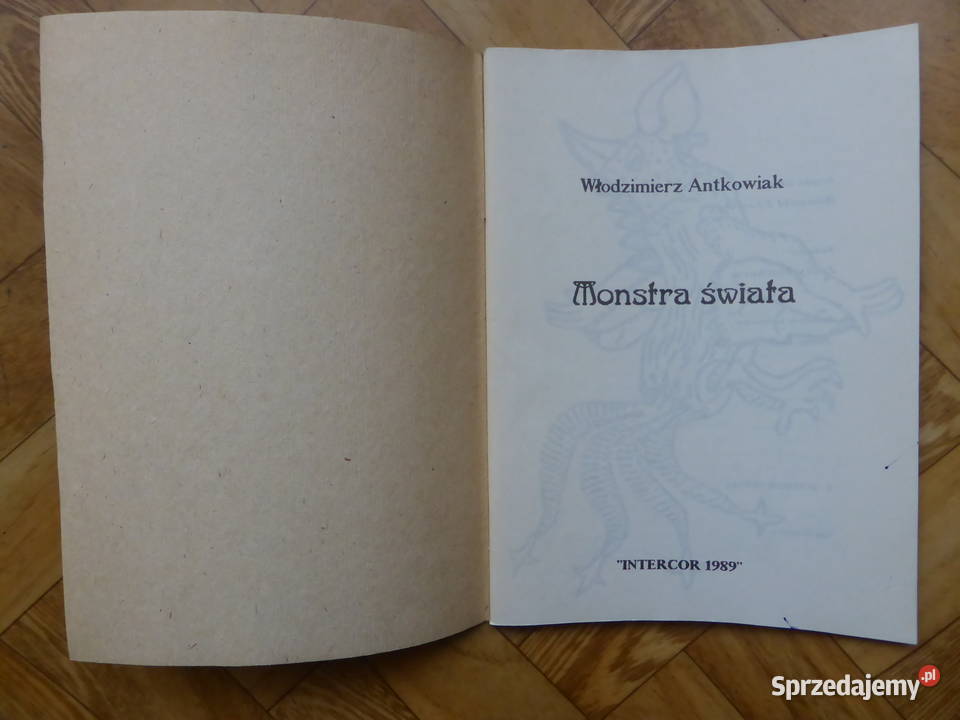 Włodzimierz Antkowiak
Monstra świata
"INTERCOR 1989"
Sprzedajemy.pl